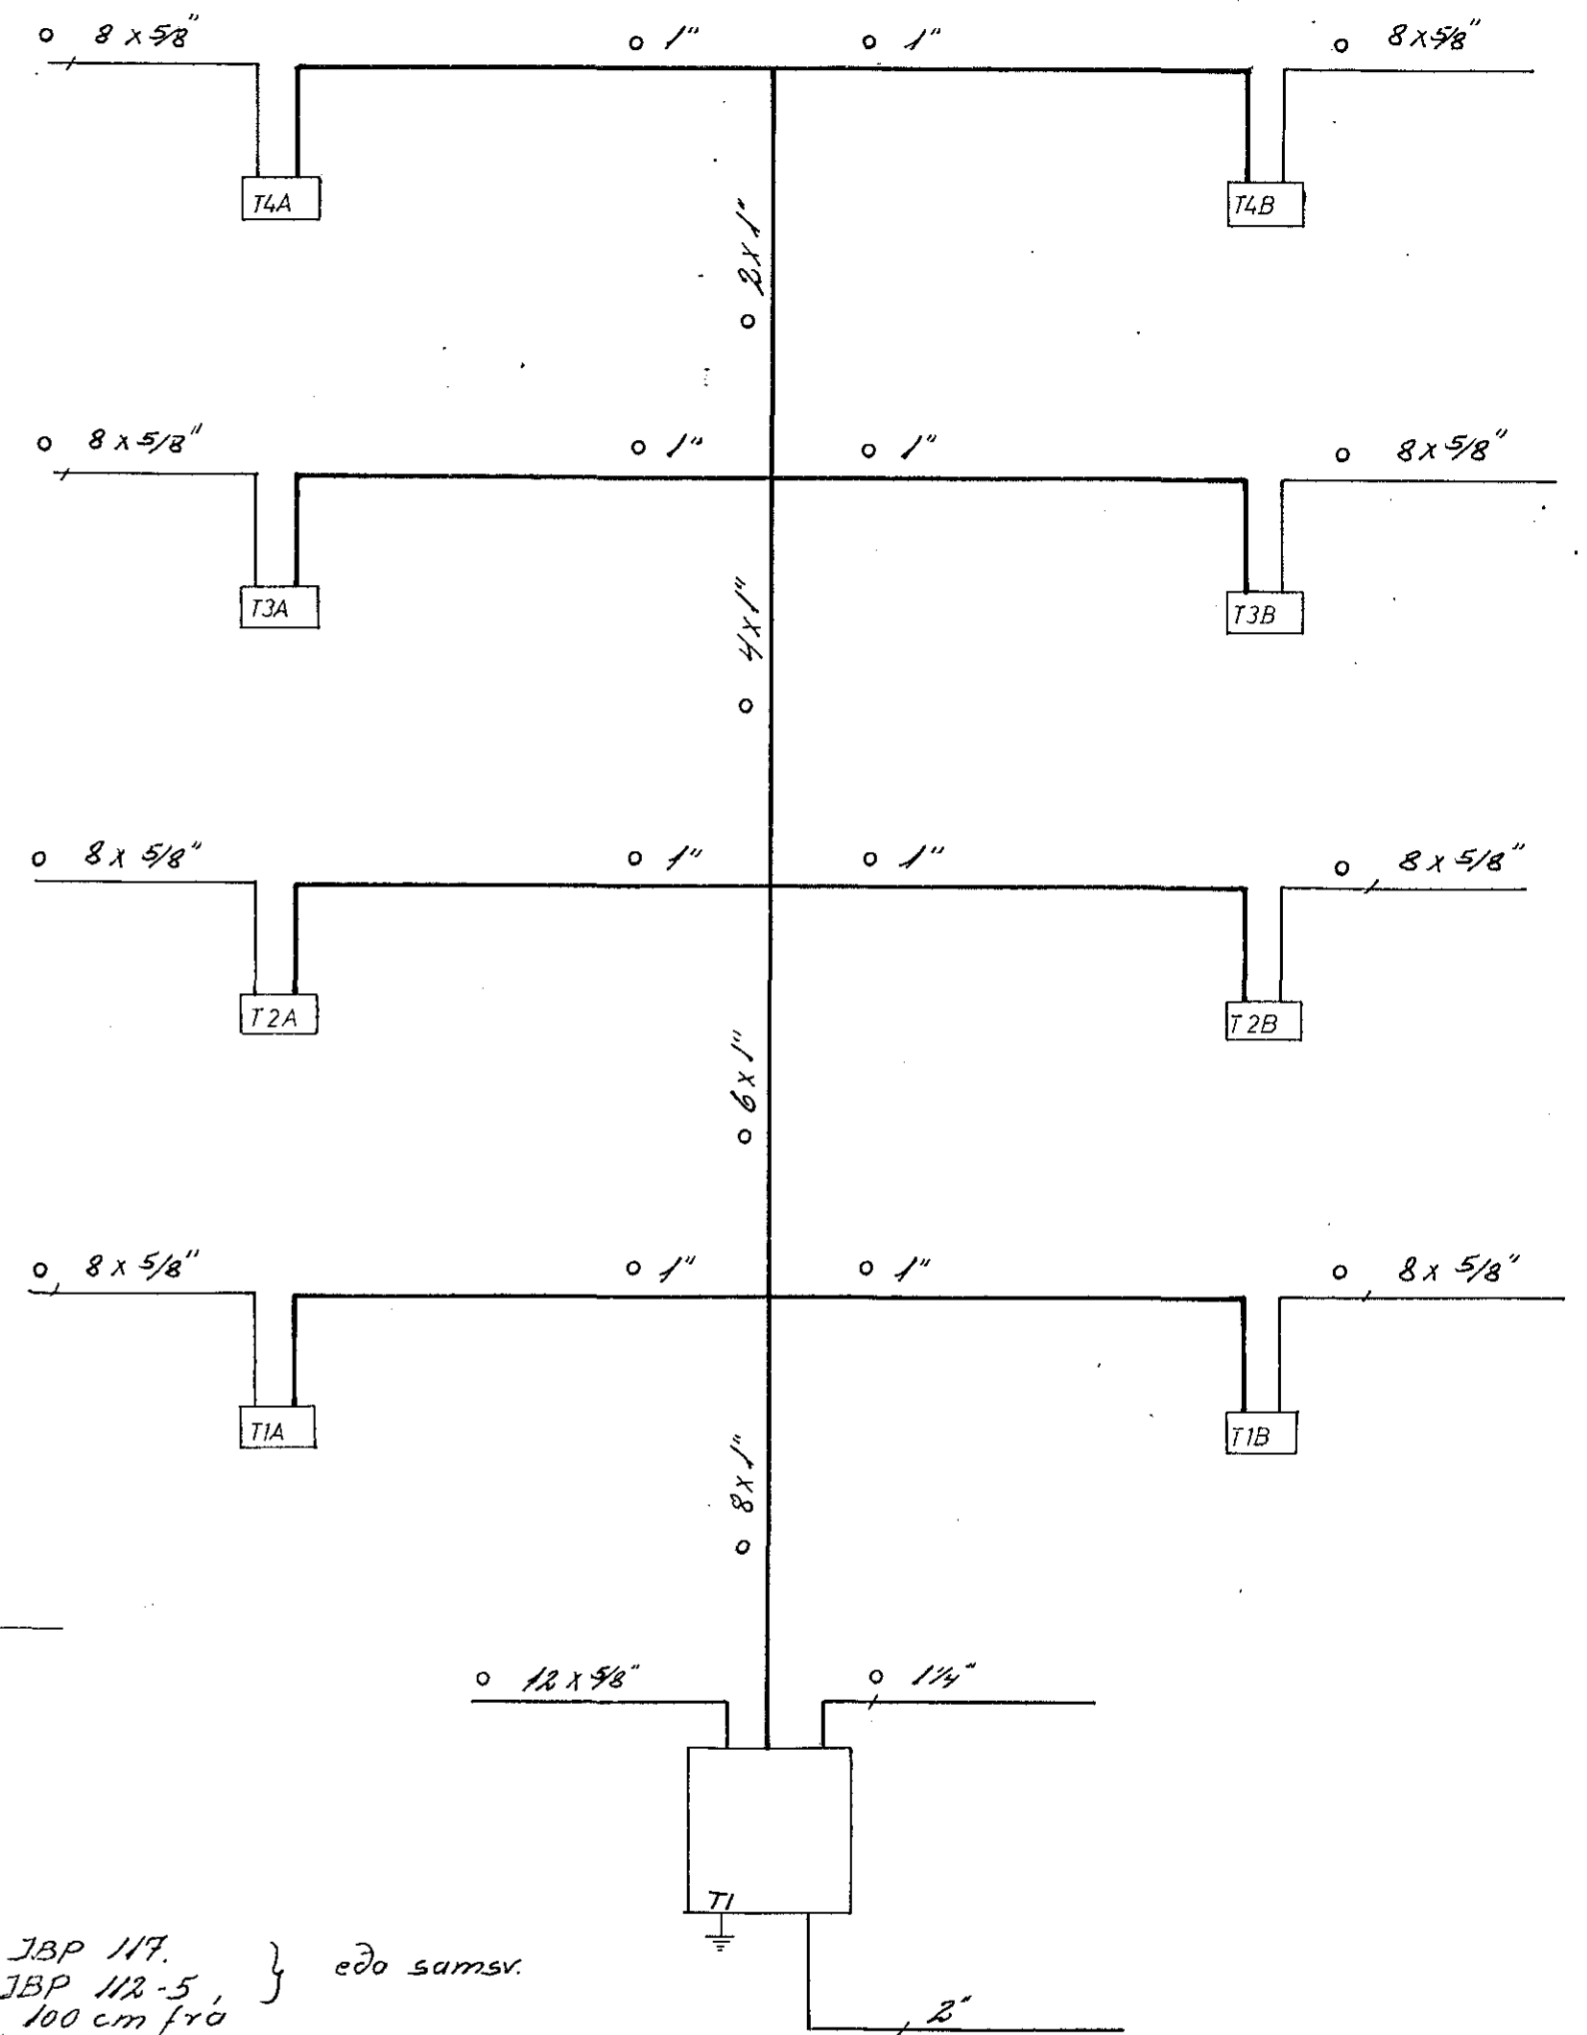 8 x 5/8"
1"
1"
8 x 5/8"
T4A
T4B
2 x 1"
8 x 5/8"
1"
1"
8 x 5/8"
T3A
T3B
4 x 1"
8 x 5/8"
1"
1"
8 x 5/8"
T2A
T2B
6 x 1"
8 x 5/8"
1"
1"
8 x 5/8"
T1A
T1B
8 x 1"
12 x 5/8"
1 1/4"
T1
JBP 117.
JBP 112-5, } eða samsv.
100 cm frá
2"